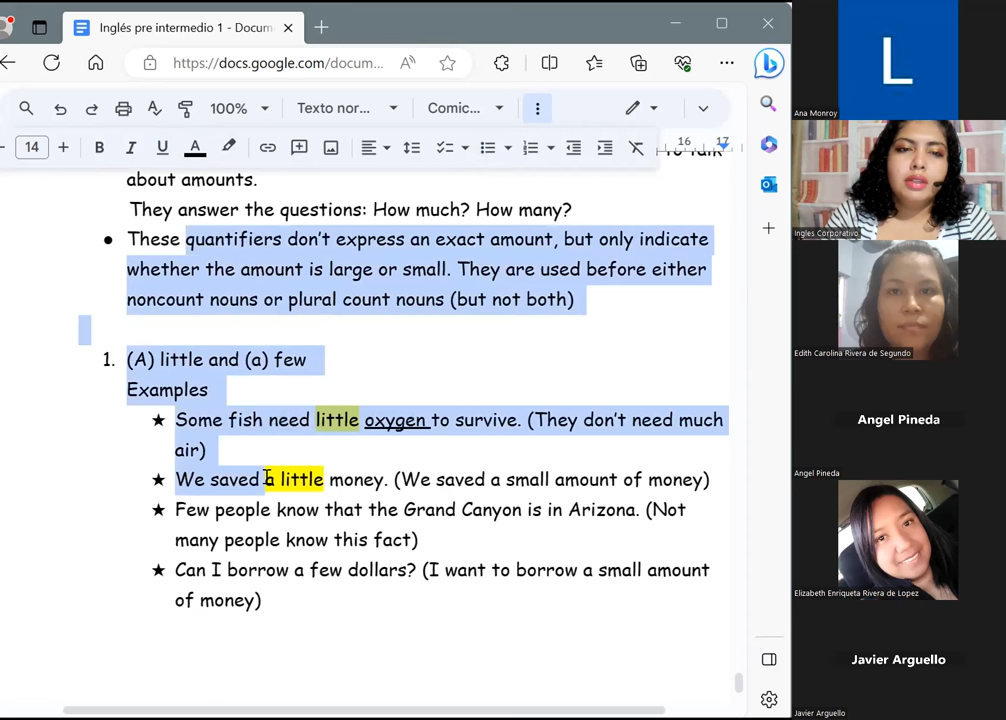 Inglés pre intermedio 1 - Docum
https://docs.google.com/docum...
100%
Texto nor...
Comic...
14
16
17
To talk
about amounts.
They answer the questions: How much? How many?
● These quantifiers don't express an exact amount, but only indicate
whether the amount is large or small. They are used before either
noncount nouns or plural count nouns (but not both)
1. (A) little and (a) few
Examples
★ Some fish need little oxygen to survive. (They don't need much
air)
★ We saved a little money. (We saved a small amount of money)
★ Few people know that the Grand Canyon is in Arizona. (Not
many people know this fact)
★ Can I borrow a few dollars? (I want to borrow a small amount
of money)
L
Ana Monroy
Ingles Corporativo
Edith Carolina Rivera de Segundo
Angel Pineda
Angel Pineda
Elizabeth Enriqueta Rivera de Lopez
Javier Arguello
Javier Arguello